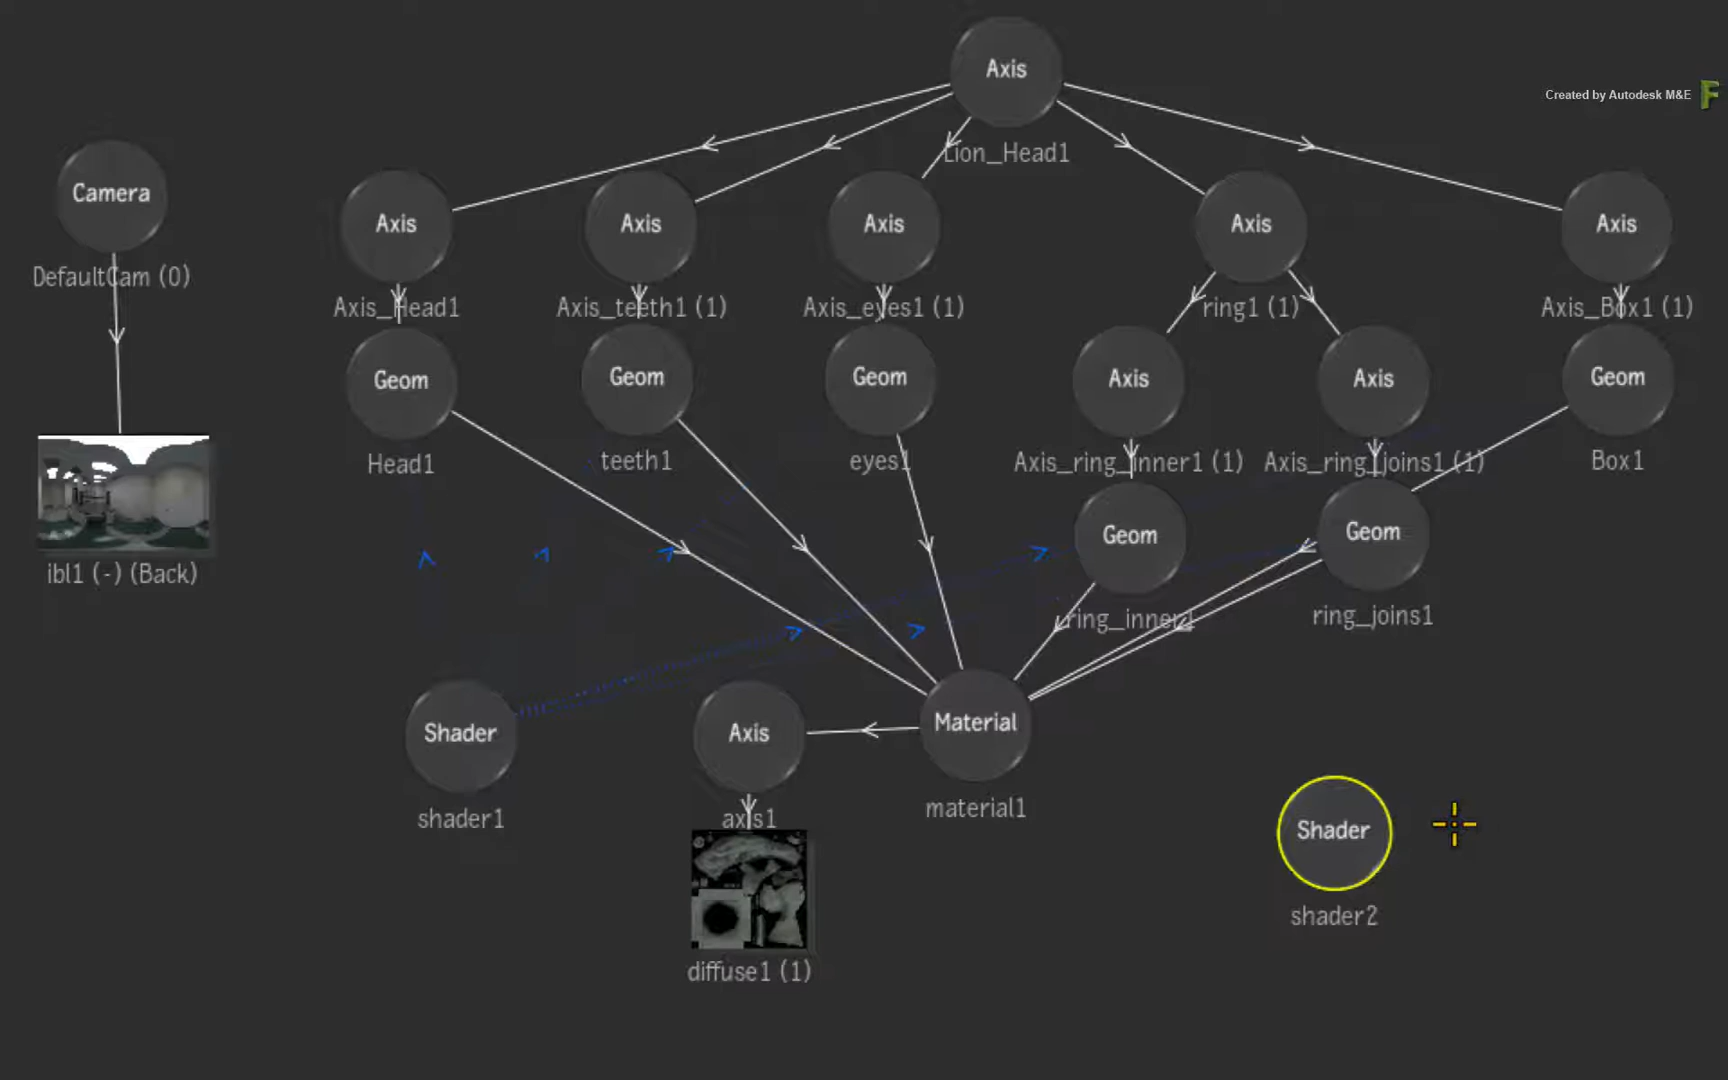 Axis
Created by Autodesk M&E
Lion_Head1
Camera
DefaultCam (0)
Axis
Axis
Axis
Axis
Axis
Axis_Head1
Axis_teeth1 (1)
Axis_eyes1 (1)
ring1 (1)
Axis_Box1 (1)
Geom
Geom
Geom
Axis
Axis
Geom
Head1
teeth1
eyes1
Axis_ring_inner1 (1)
Axis_ring_joins1 (1)
Box1
Geom
Geom
ibl1 (-) (Back)
ring_inner1
ring_joins1
Shader
Axis
Material
shader1
axis1
material1
Shader
shader2
diffuse1 (1)